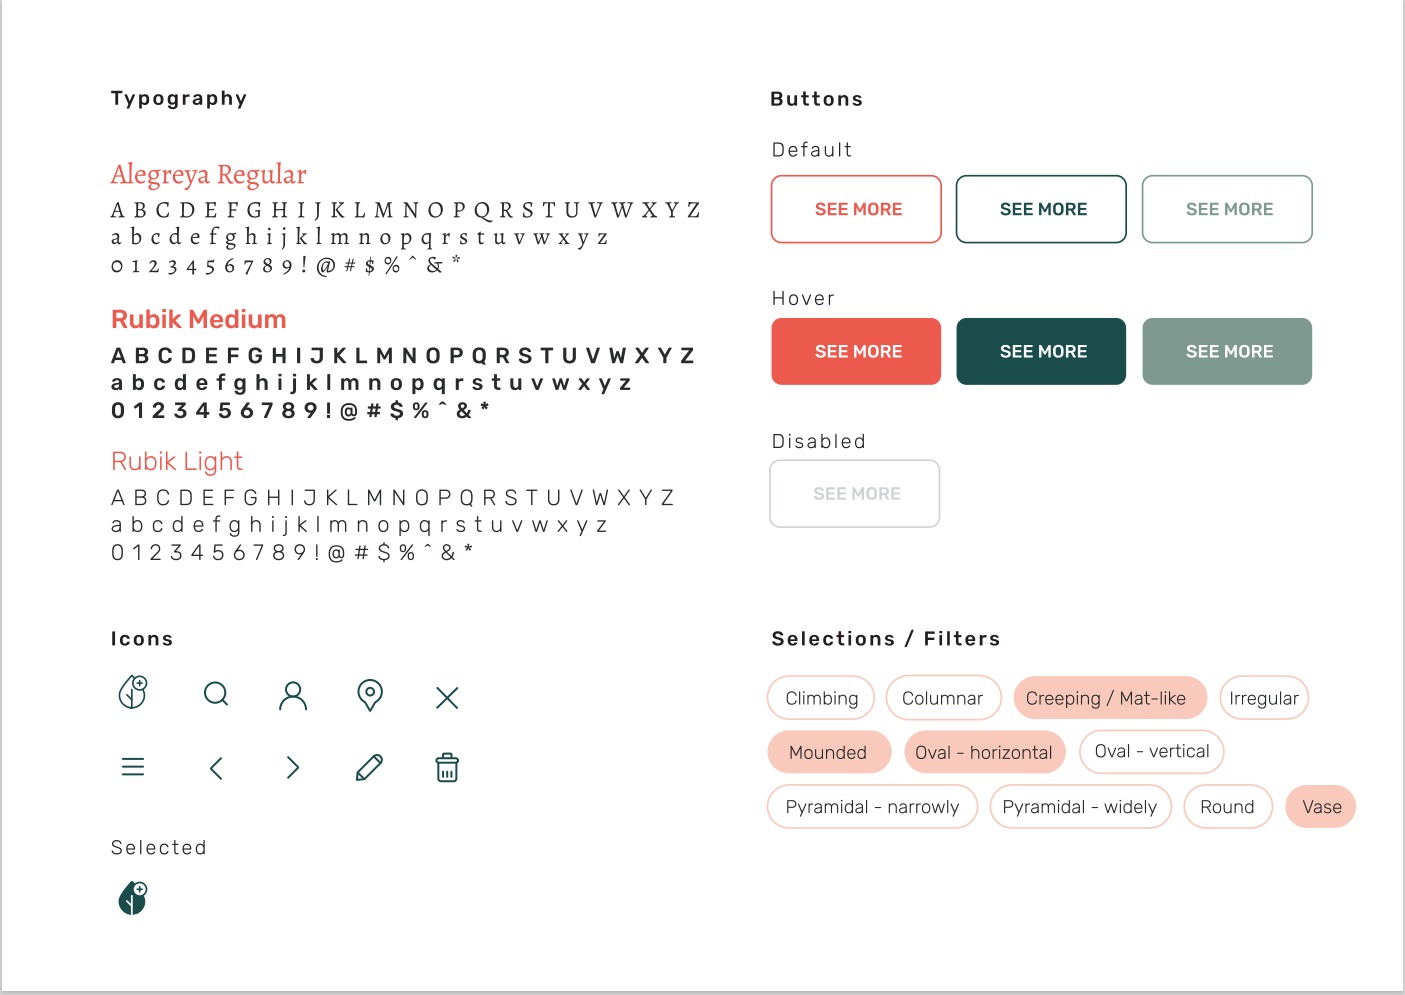 Typography
Alegreya Regular
A B C D E F G H I J K L M N O P Q R S T U V W X Y Z
a b c d e f g h i j k l m n o p q r s t u v w x y z
0 1 2 3 4 5 6 7 8 9 ! @ # $ % ^ & *
Rubik Medium
A B C D E F G H I J K L M N O P Q R S T U V W X Y Z
a b c d e f g h i j k l m n o p q r s t u v w x y z
0 1 2 3 4 5 6 7 8 9 ! @ # $ % ^ & *
Rubik Light
A B C D E F G H I J K L M N O P Q R S T U V W X Y Z
a b c d e f g h i j k l m n o p q r s t u v w x y z
0 1 2 3 4 5 6 7 8 9 ! @ # $ % ^ & *
Buttons
Default
SEE MORE SEE MORE SEE MORE
Hover
SEE MORE SEE MORE SEE MORE
Disabled
SEE MORE
Icons
Selected
Selections / Filters
Climbing Columnar Creeping / Mat-like Irregular
Mounded Oval - horizontal Oval - vertical
Pyramidal - narrowly Pyramidal - widely Round Vase